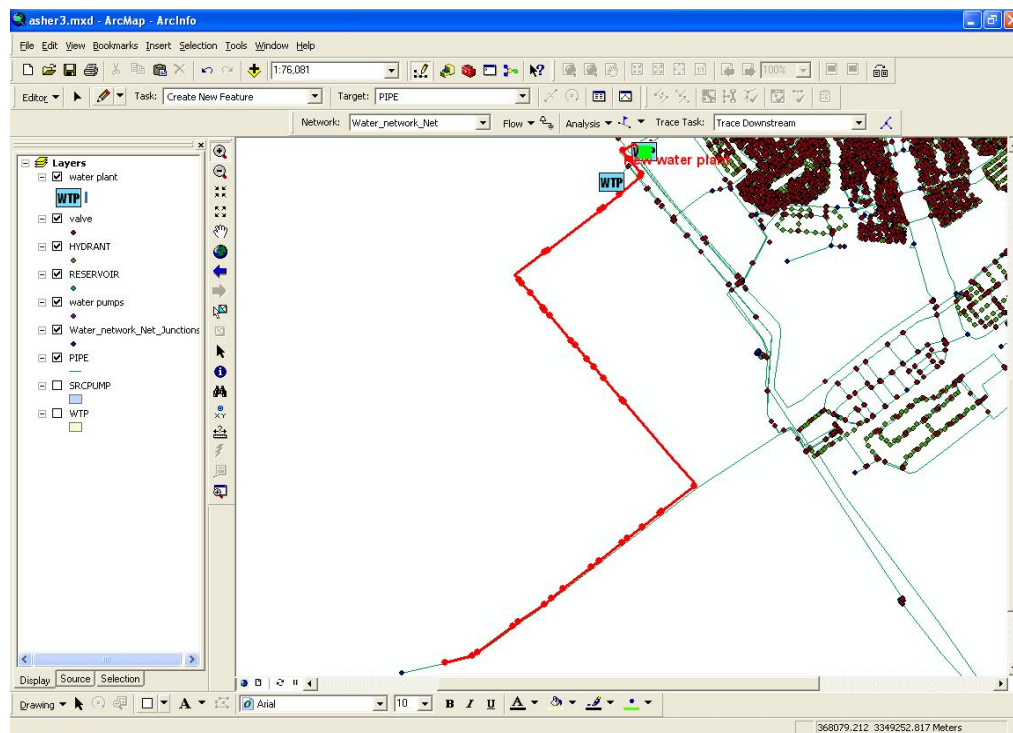 asher3.mxd - ArcMap - ArcInfo
File Edit View Bookmarks Insert Selection Tools Window Help
1:76,081 100%
Editor Task: Create New Feature Target: PIPE
Network: Water_network_Net Flow Analysis Trace Task: Trace Downstream
Layers
water plant
WTP
valve
HYDRANT
RESERVOIR
water pumps
Water_network_Net_Junctions
PIPE
SRCPUMP
WTP
new water plant
WTP
Display Source Selection
Drawing A Arial 10 B I U A
368079.212 3349252.817 Meters